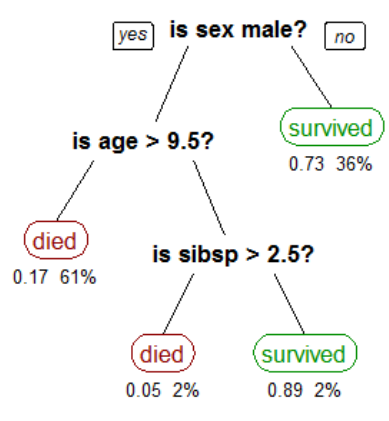 yes is sex male? no
survived
0.73 36%
is age > 9.5?
died
0.17 61%
is sibsp > 2.5?
died survived
0.05 2% 0.89 2%